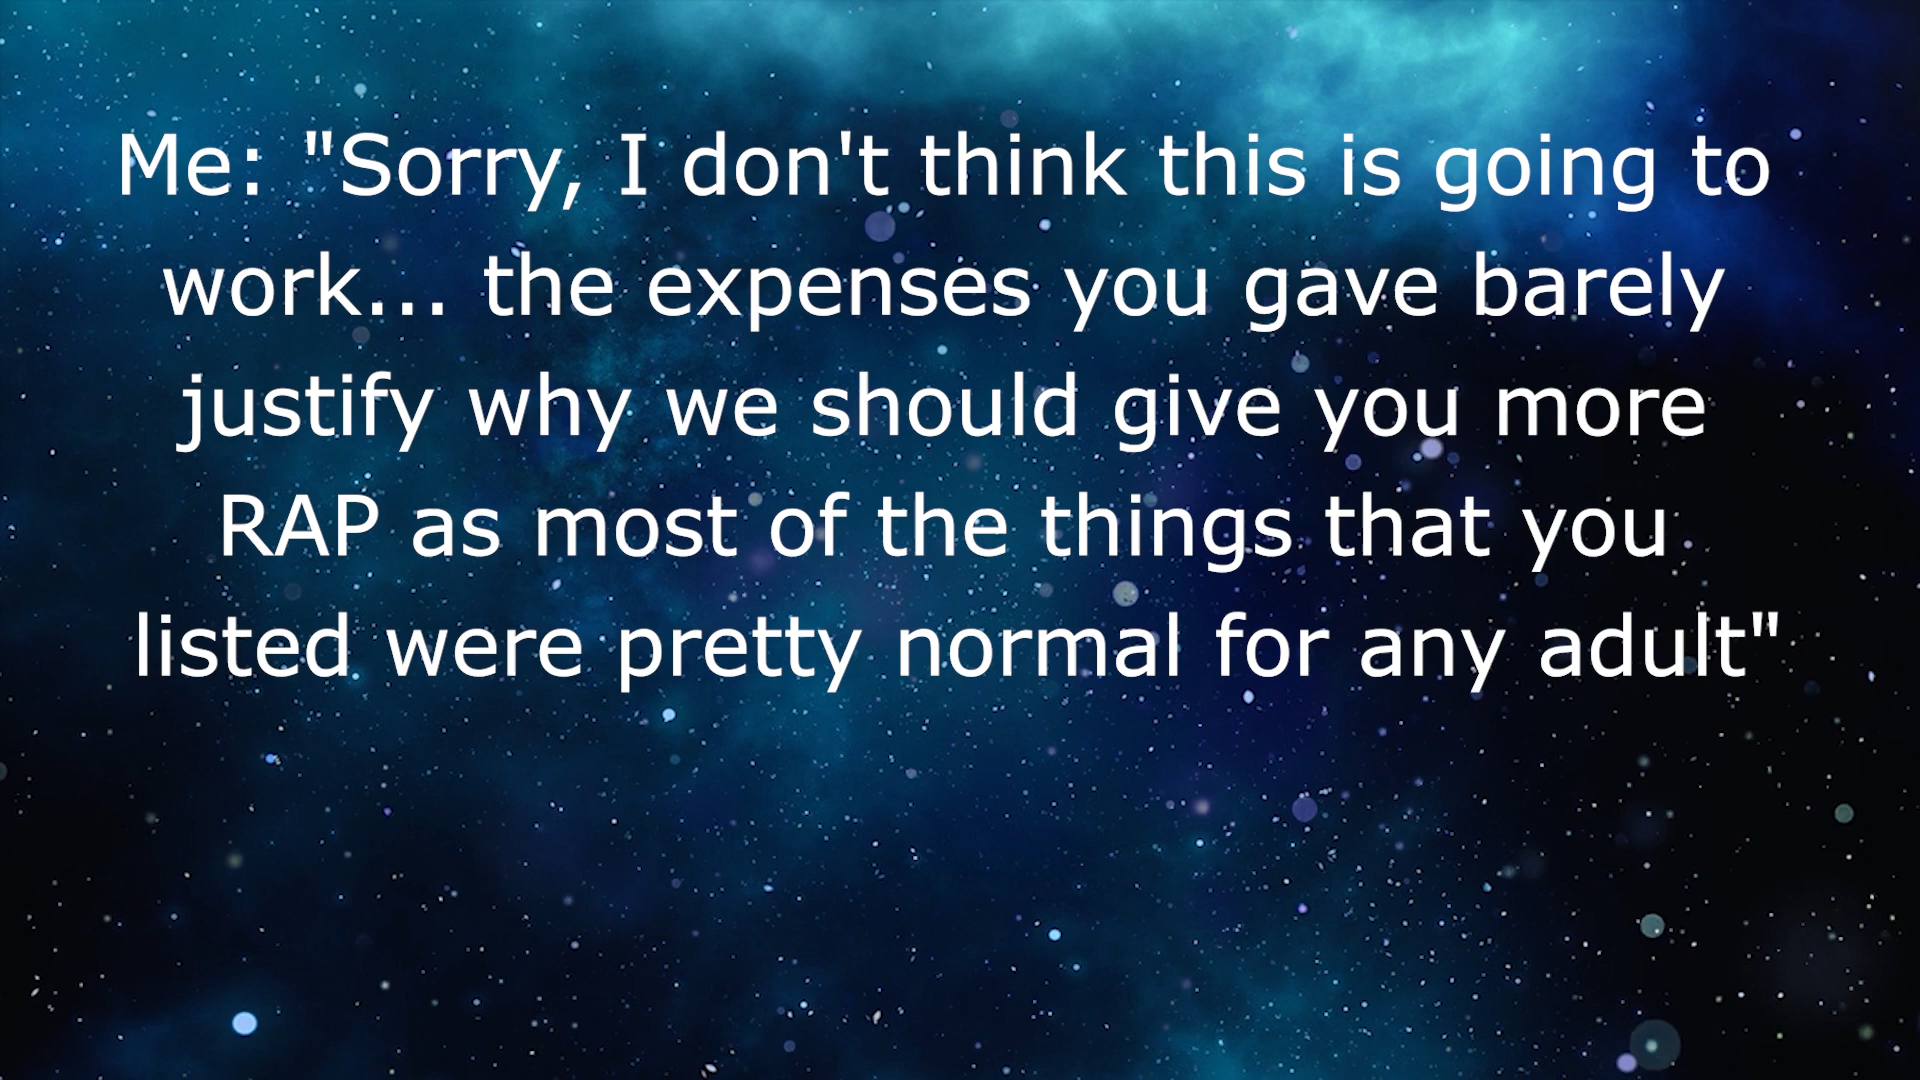 Me: "Sorry, I don't think this is going to
work... the expenses you gave barely
justify why we should give you more
RAP as most of the things that you
listed were pretty normal for any adult"